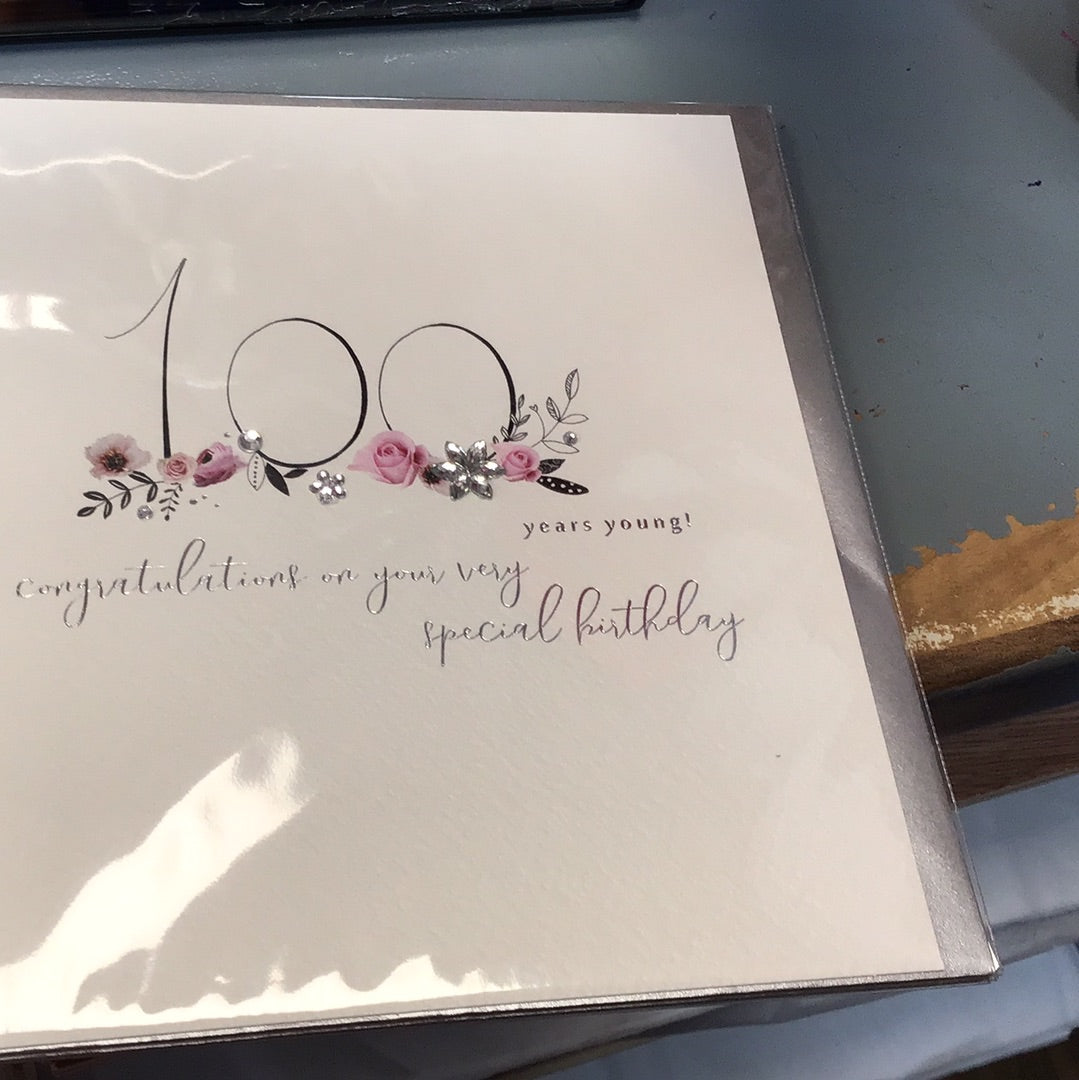 100
years young!
congratulations on your very
special birthday